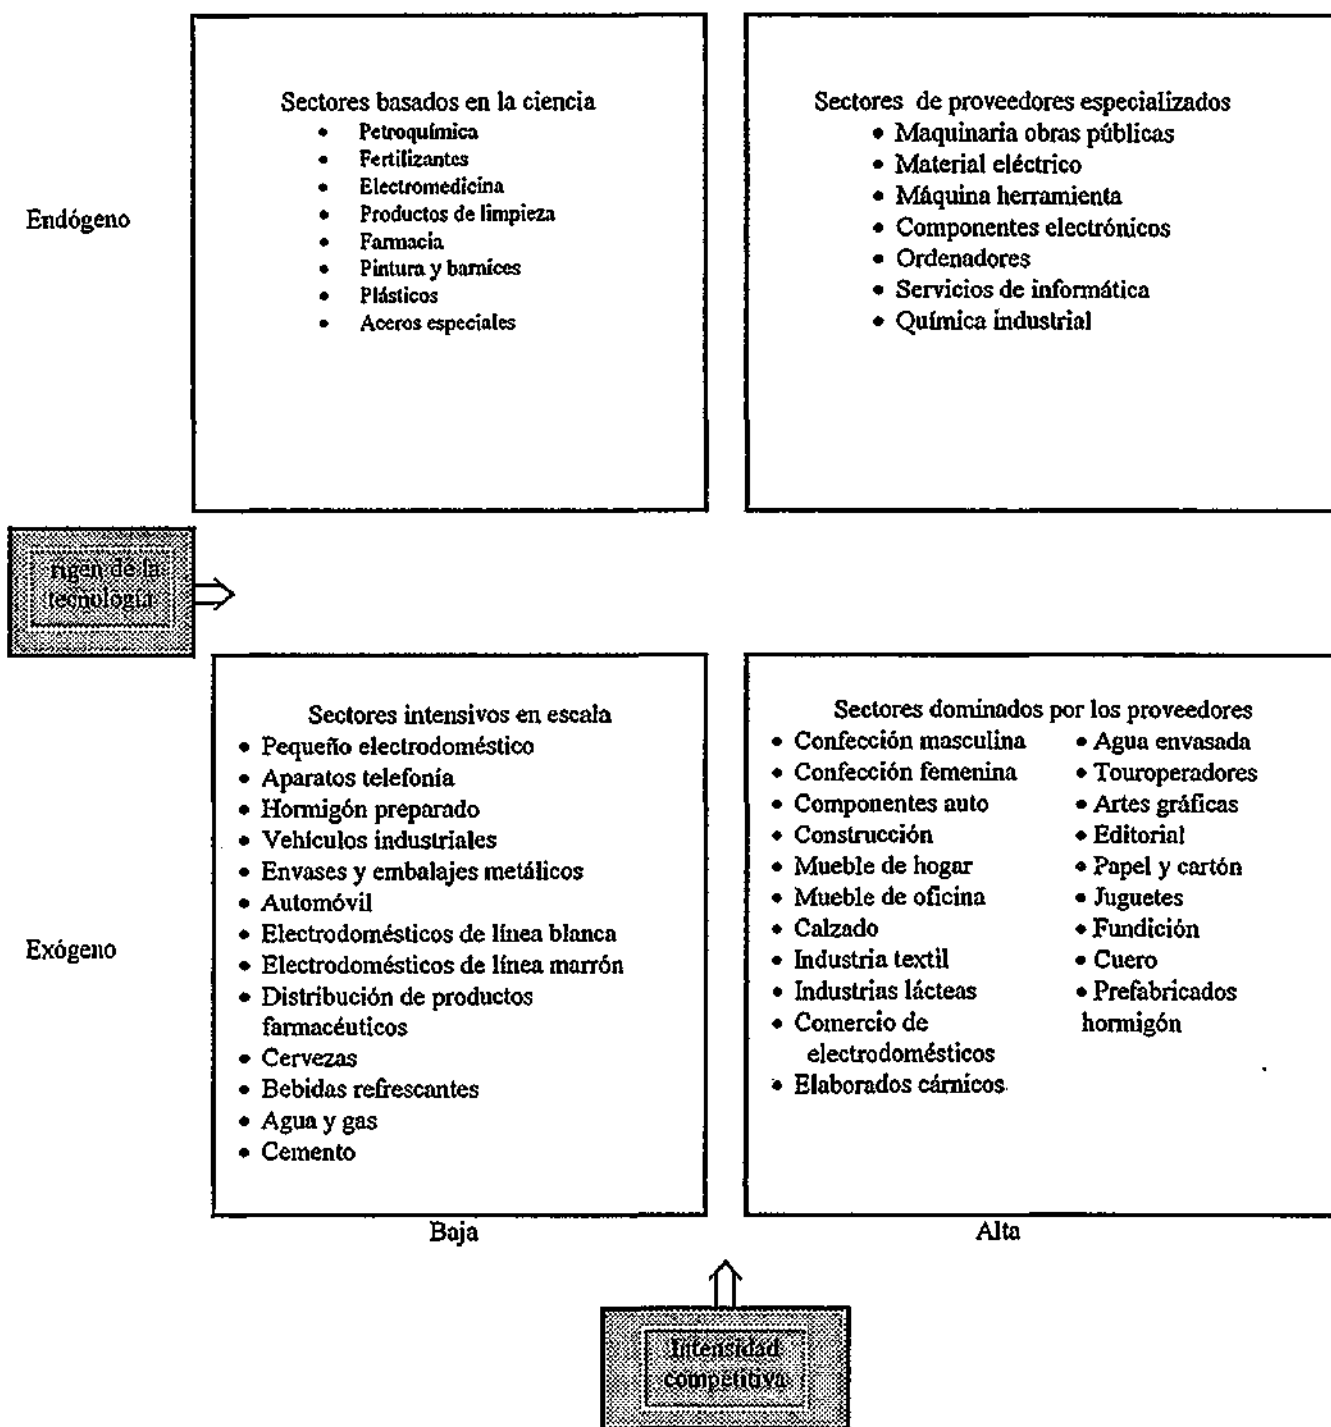 Sectores basados en la ciencia
• Petroquímica
• Fertilizantes
• Electromedicina
• Productos de limpieza
• Farmacia
• Pintura y barnices
• Plásticos
• Aceros especiales
Sectores de proveedores especializados
• Maquinaria obras públicas
• Material eléctrico
• Máquina herramienta
• Componentes electrónicos
• Ordenadores
• Servicios de informática
• Química industrial
Endógeno
rigen de la
tecnología
Sectores intensivos en escala
• Pequeño electrodoméstico
• Aparatos telefonía
• Hormigón preparado
• Vehículos industriales
• Envases y embalajes metálicos
• Automóvil
• Electrodomésticos de línea blanca
• Electrodomésticos de línea marrón
• Distribución de productos
farmacéuticos
• Cervezas
• Bebidas refrescantes
• Agua y gas
• Cemento
Sectores dominados por los proveedores
• Confección masculina
• Confección femenina
• Componentes auto
• Construcción
• Mueble de hogar
• Mueble de oficina
• Calzado
• Industria textil
• Industrias lácteas
• Comercio de
electrodomésticos
• Elaborados cárnicos
• Agua envasada
• Touroperadores
• Artes gráficas
• Editorial
• Papel y cartón
• Juguetes
• Fundición
• Cuero
• Prefabricados
hormigón
Exógeno
Baja
Alta
Intensidad
competitiva